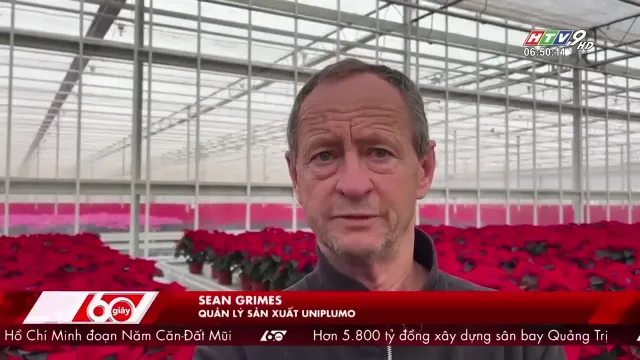 HTV9 HD
06:50:14
SEAN GRIMES
60 giây
QUẢN LÝ SẢN XUẤT UNIPLUMO
Hồ Chí Minh đoạn Năm Căn-Đất Mũi
Hơn 5.800 tỷ đồng xây dựng sân bay Quảng Trị